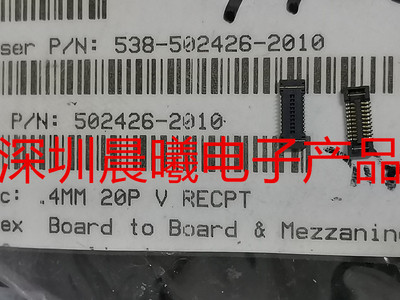 ser P/N: 538-502426-2010
P/N: 502426-2010
深圳晨曦电子产品
c: .4MM 20P V RECPT
ex Board to Board & Mezzanin